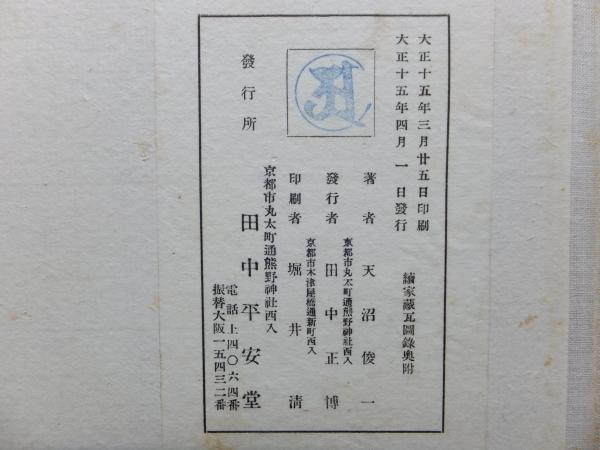 大正十五年三月廿五日印刷
大正十五年四月一日發行
續家蔵瓦圖錄奥附
著者 天沼俊一
京都市丸太町通熊野神社西入
發行者 田中正博
京都市木津屋橋通新町西入
印刷者 堀井清
發行所
京都市丸太町通熊野神社西入
田中平安堂
電話上四〇六四番
振替大阪一五四三二番